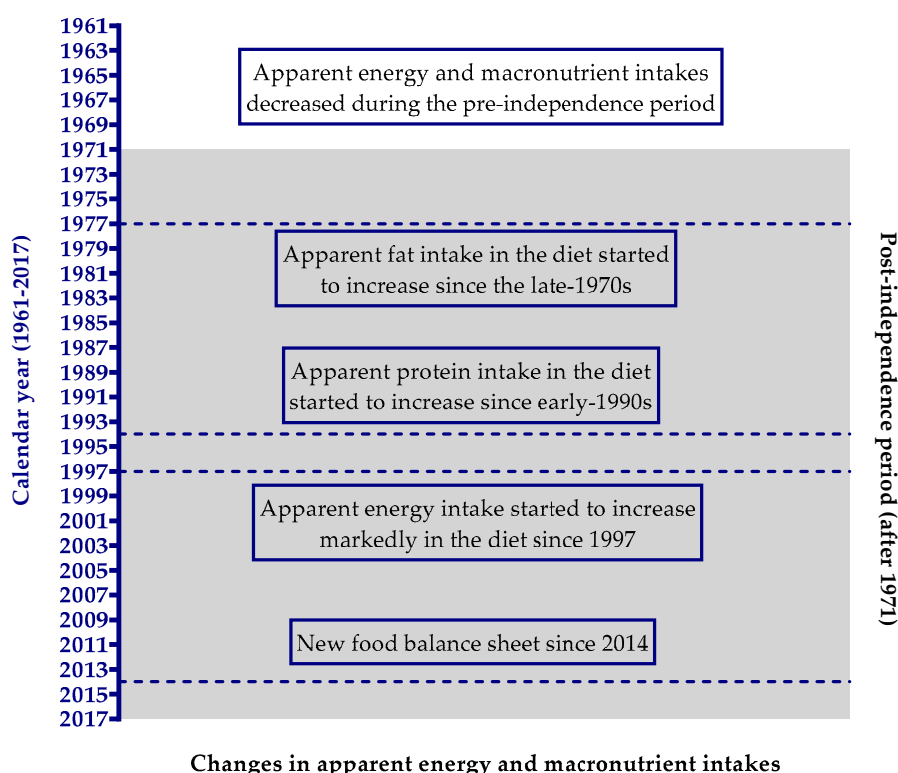 1961
1963
1965
1967
1969
1971
1973
1975
1977
1979
1981
1983
1985
1987
1989
1991
1993
1995
1997
1999
2001
2003
2005
2007
2009
2011
2013
2015
2017
Calendar year (1961-2017)
Apparent energy and macronutrient intakes
decreased during the pre-independence period
Apparent fat intake in the diet started
to increase since the late-1970s
Apparent protein intake in the diet
started to increase since early-1990s
Apparent energy intake started to increase
markedly in the diet since 1997
New food balance sheet since 2014
Post-independence period (after 1971)
Changes in apparent energy and macronutrient intakes